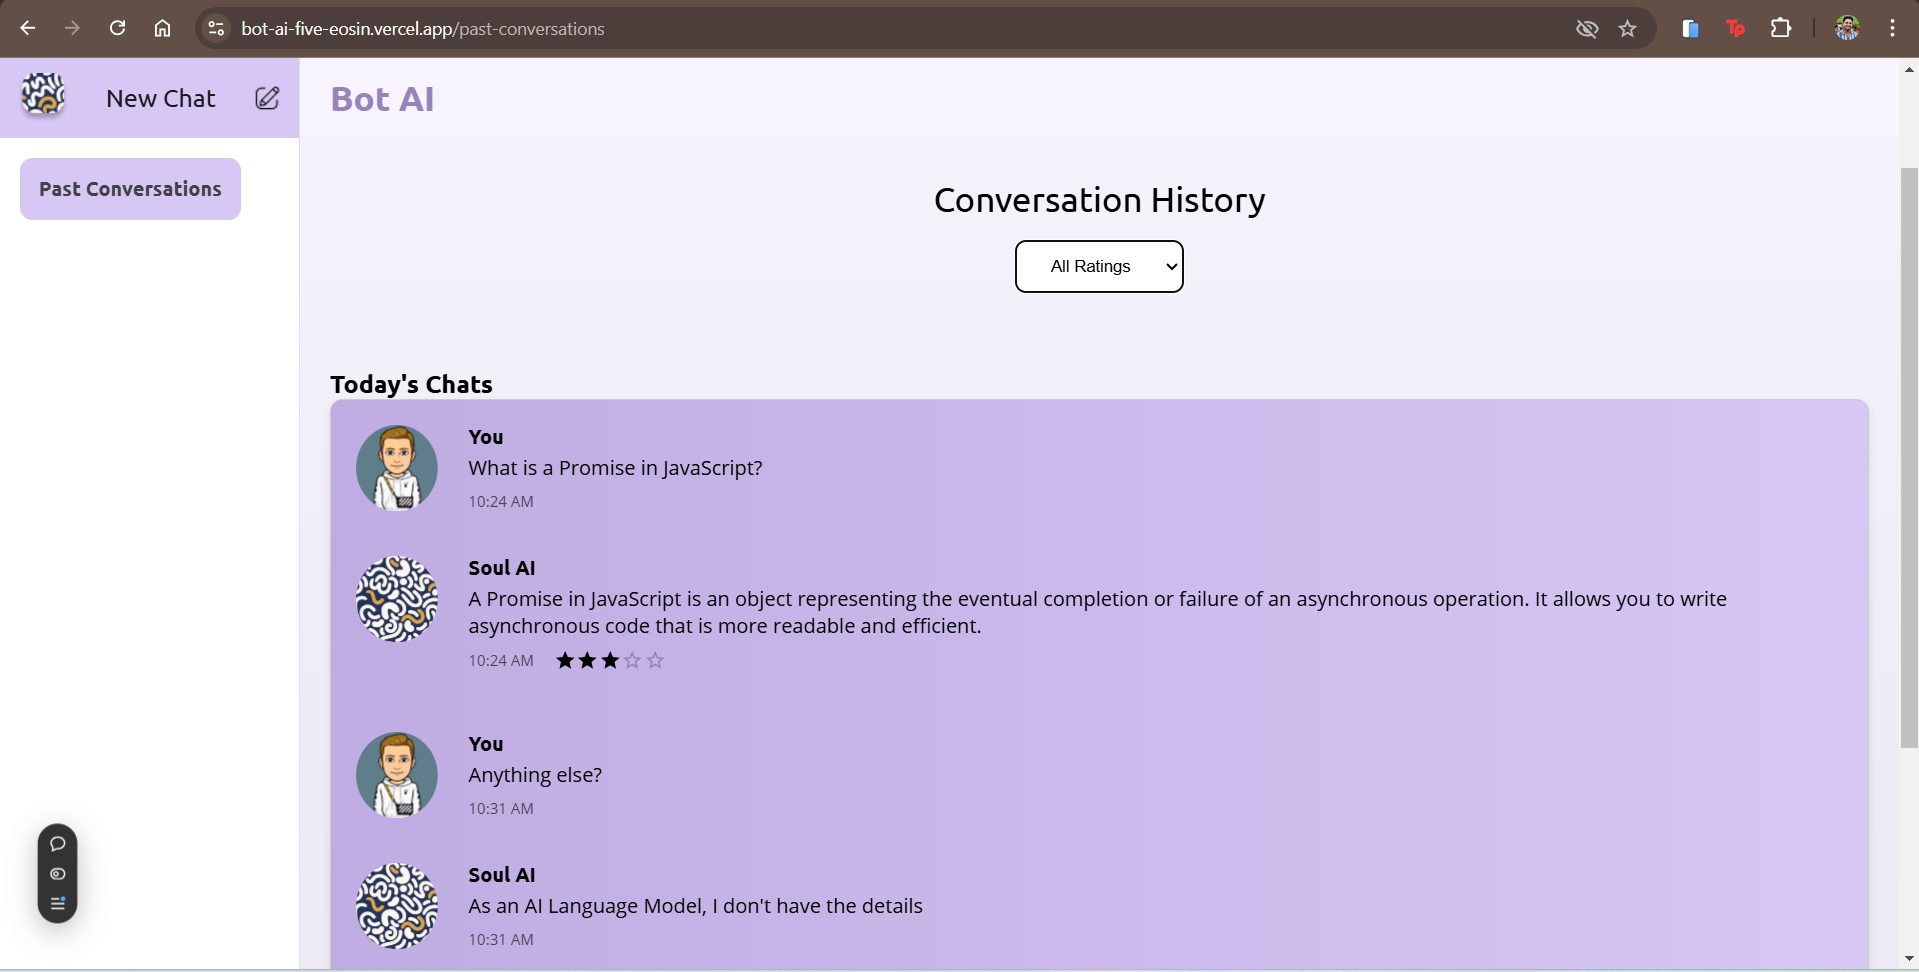 bot-ai-five-eosin.vercel.app/past-conversations
Tp
New Chat
Bot AI
Past Conversations
Conversation History
All Ratings
Today's Chats
You
What is a Promise in JavaScript?
10:24 AM
Soul AI
A Promise in JavaScript is an object representing the eventual completion or failure of an asynchronous operation. It allows you to write
asynchronous code that is more readable and efficient.
10:24 AM
You
Anything else?
10:31 AM
Soul AI
As an AI Language Model, I don't have the details
10:31 AM